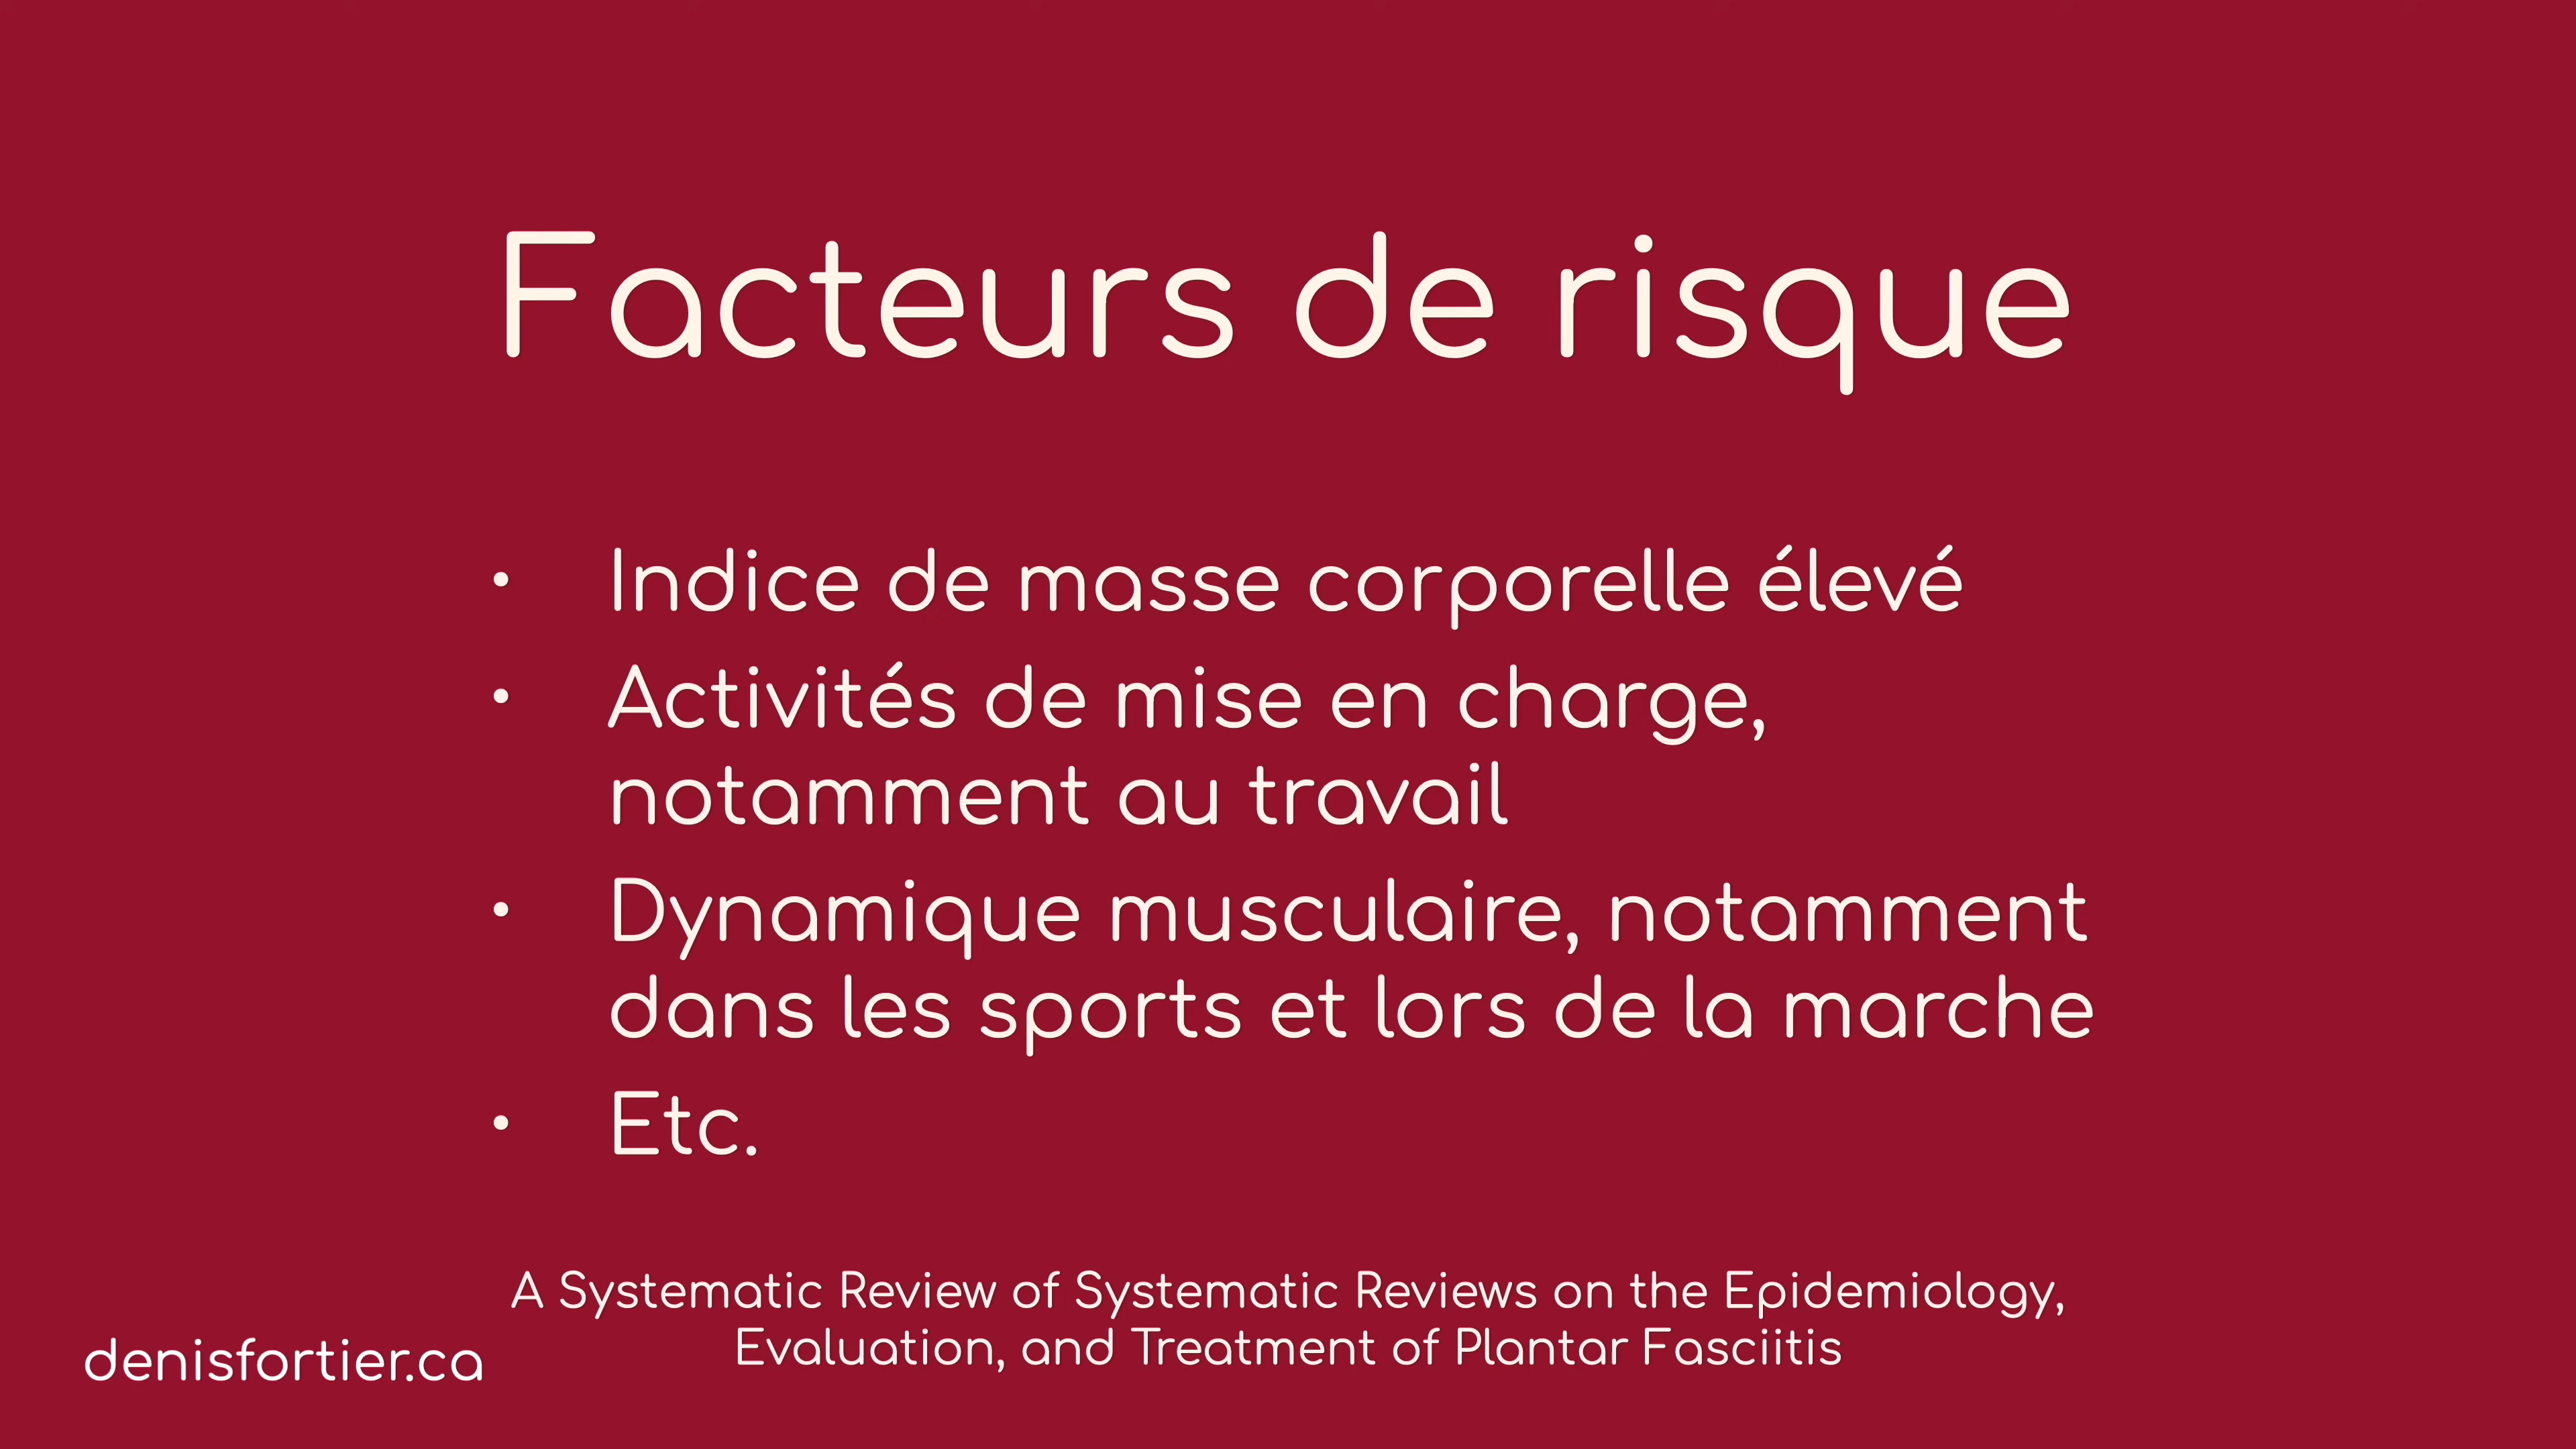 Facteurs de risque
• Indice de masse corporelle élevé
• Activités de mise en charge,
notamment au travail
• Dynamique musculaire, notamment
dans les sports et lors de la marche
• Etc.
A Systematic Review of Systematic Reviews on the Epidemiology,
Evaluation, and Treatment of Plantar Fasciitis
denisfortier.ca